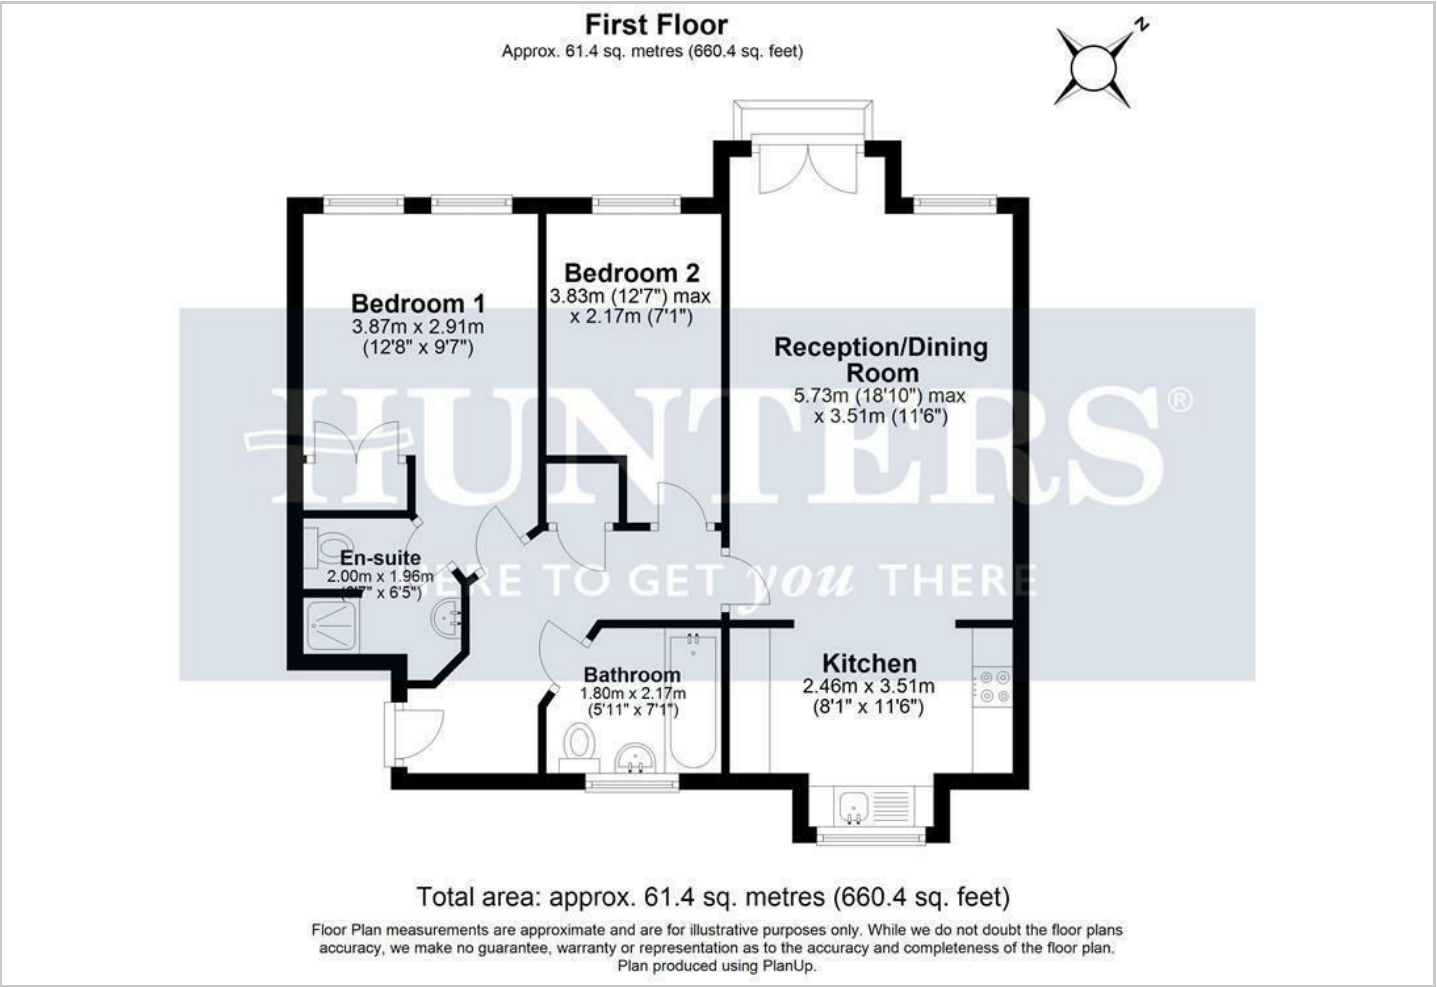 First Floor
Approx. 61.4 sq. metres (660.4 sq. feet)
N
Bedroom 1
3.87m x 2.91m
(12'8" x 9'7")
Bedroom 2
3.83m (12'7") max
x 2.17m (7'1")
Reception/Dining
Room
5.73m (18'10") max
x 3.51m (11'6")
HUNTERS®
HERE TO GET you THERE
En-suite
2.00m x 1.96m
(6'7" x 6'5")
Bathroom
1.80m x 2.17m
(5'11" x 7'1")
Kitchen
2.46m x 3.51m
(8'1" x 11'6")
Total area: approx. 61.4 sq. metres (660.4 sq. feet)
Floor Plan measurements are approximate and are for illustrative purposes only. While we do not doubt the floor plans
accuracy, we make no guarantee, warranty or representation as to the accuracy and completeness of the floor plan.
Plan produced using PlanUp.